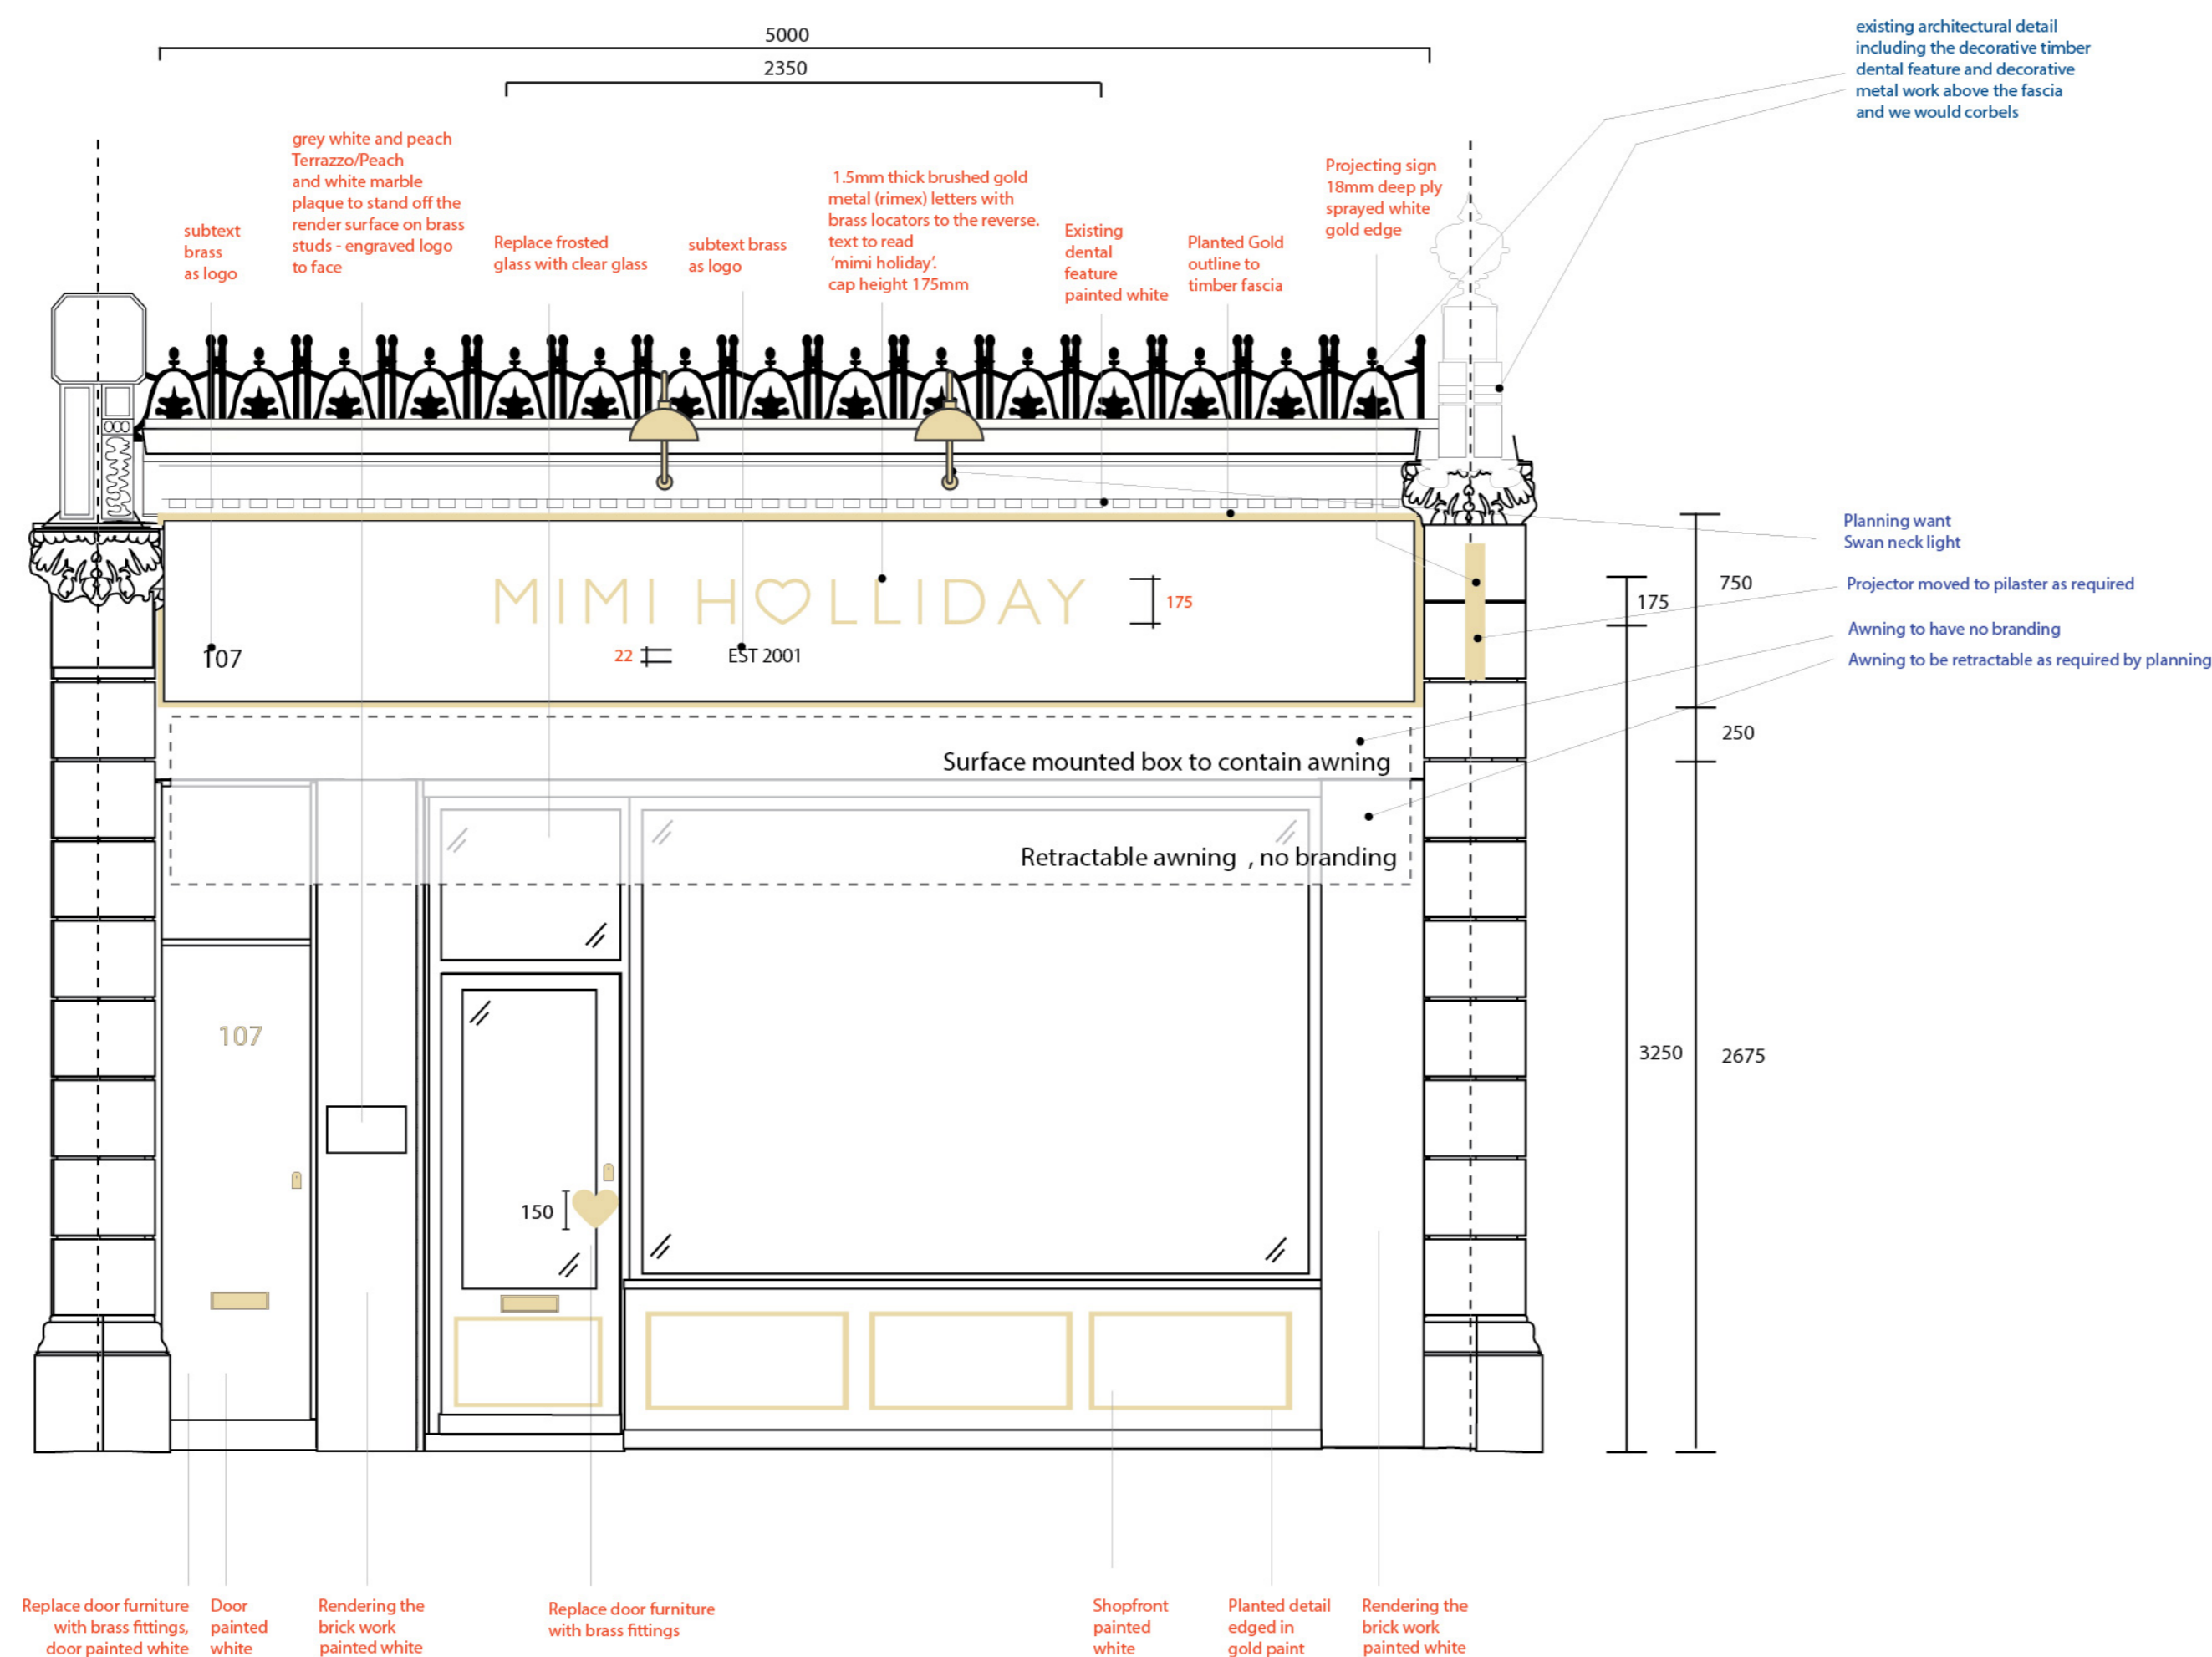 5000
2350
existing architectural detail
including the decorative timber
dental feature and decorative
metal work above the fascia
and we would corbels
subtext
brass
as logo
grey white and peach
Terrazzo/Peach
and white marble
plaque to stand off the
render surface on brass
studs - engraved logo
to face
Replace frosted
glass with clear glass
subtext brass
as logo
1.5mm thick brushed gold
metal (rimex) letters with
brass locators to the reverse.
text to read
‘mimi holiday’.
cap height 175mm
Existing
dental
feature
painted white
Planted Gold
outline to
timber fascia
Projecting sign
18mm deep ply
sprayed white
gold edge
Planning want
Swan neck light
Projector moved to pilaster as required
Awning to have no branding
Awning to be retractable as required by planning
MIMI HOLLIDAY
175
107
22
EST 2001
175
750
250
3250
2675
Surface mounted box to contain awning
Retractable awning , no branding
107
150
Replace door furniture
with brass fittings,
door painted white
Door
painted
white
Rendering the
brick work
painted white
Replace door furniture
with brass fittings
Shopfront
painted
white
Planted detail
edged in
gold paint
Rendering the
brick work
painted white